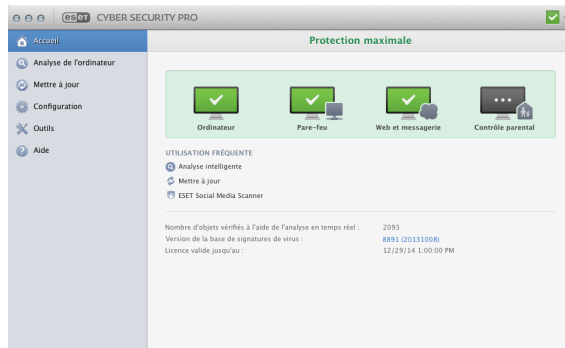 eset CYBER SECURITY PRO
Accueil
Analyse de l'ordinateur
Mettre à jour
Configuration
Outils
Aide
Protection maximale
Ordinateur
Pare-feu
Web et messagerie
Contrôle parental
UTILISATION FRÉQUENTE
Analyse intelligente
Mettre à jour
ESET Social Media Scanner
Nombre d'objets vérifiés à l'aide de l'analyse en temps réel : 2093
Version de la base de signatures de virus : 8891 (20131008)
Licence valide jusqu'au : 12/29/14 1:00:00 PM